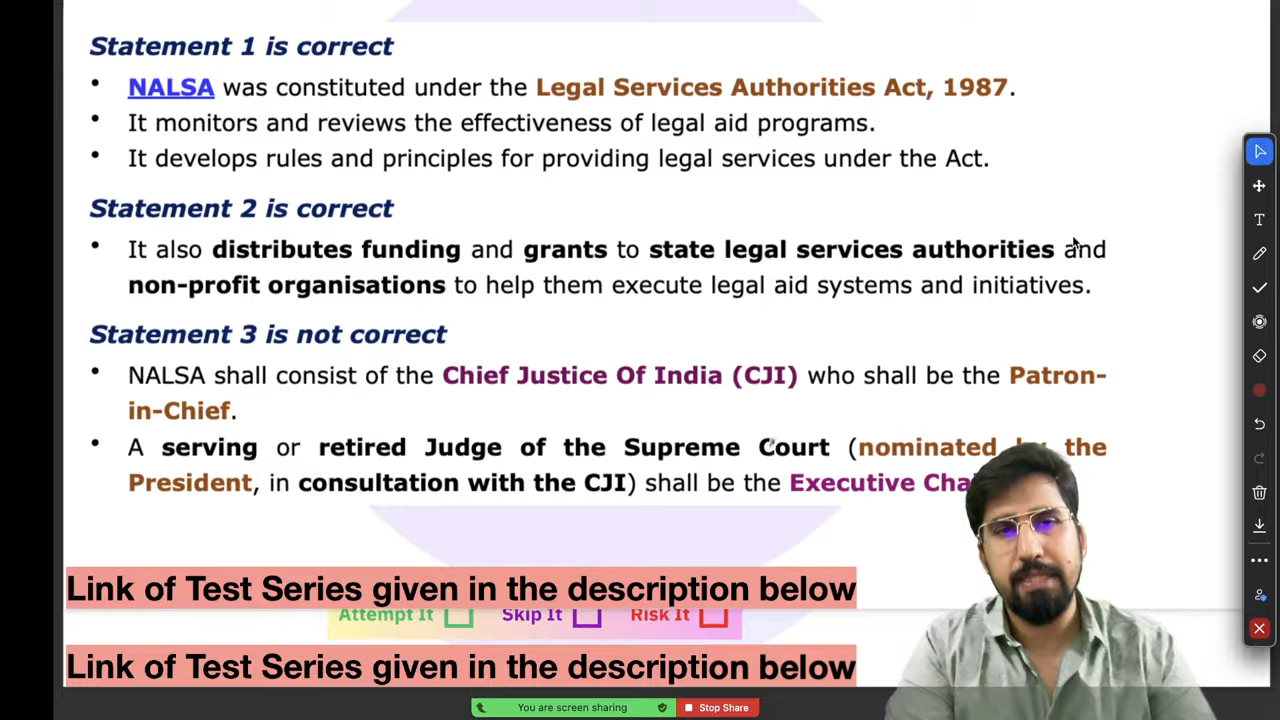 Statement 1 is correct
• NALSA was constituted under the Legal Services Authorities Act, 1987.
• It monitors and reviews the effectiveness of legal aid programs.
• It develops rules and principles for providing legal services under the Act.
Statement 2 is correct
• It also distributes funding and grants to state legal services authorities and
non-profit organisations to help them execute legal aid systems and initiatives.
Statement 3 is not correct
• NALSA shall consist of the Chief Justice Of India (CJI) who shall be the Patron-
in-Chief.
• A serving or retired Judge of the Supreme Court (nominated by the
President, in consultation with the CJI) shall be the Executive
Link of Test Series given in the description below
Attempt It Skip It Risk It
Link of Test Series given in the description below
You are screen sharing Stop Share